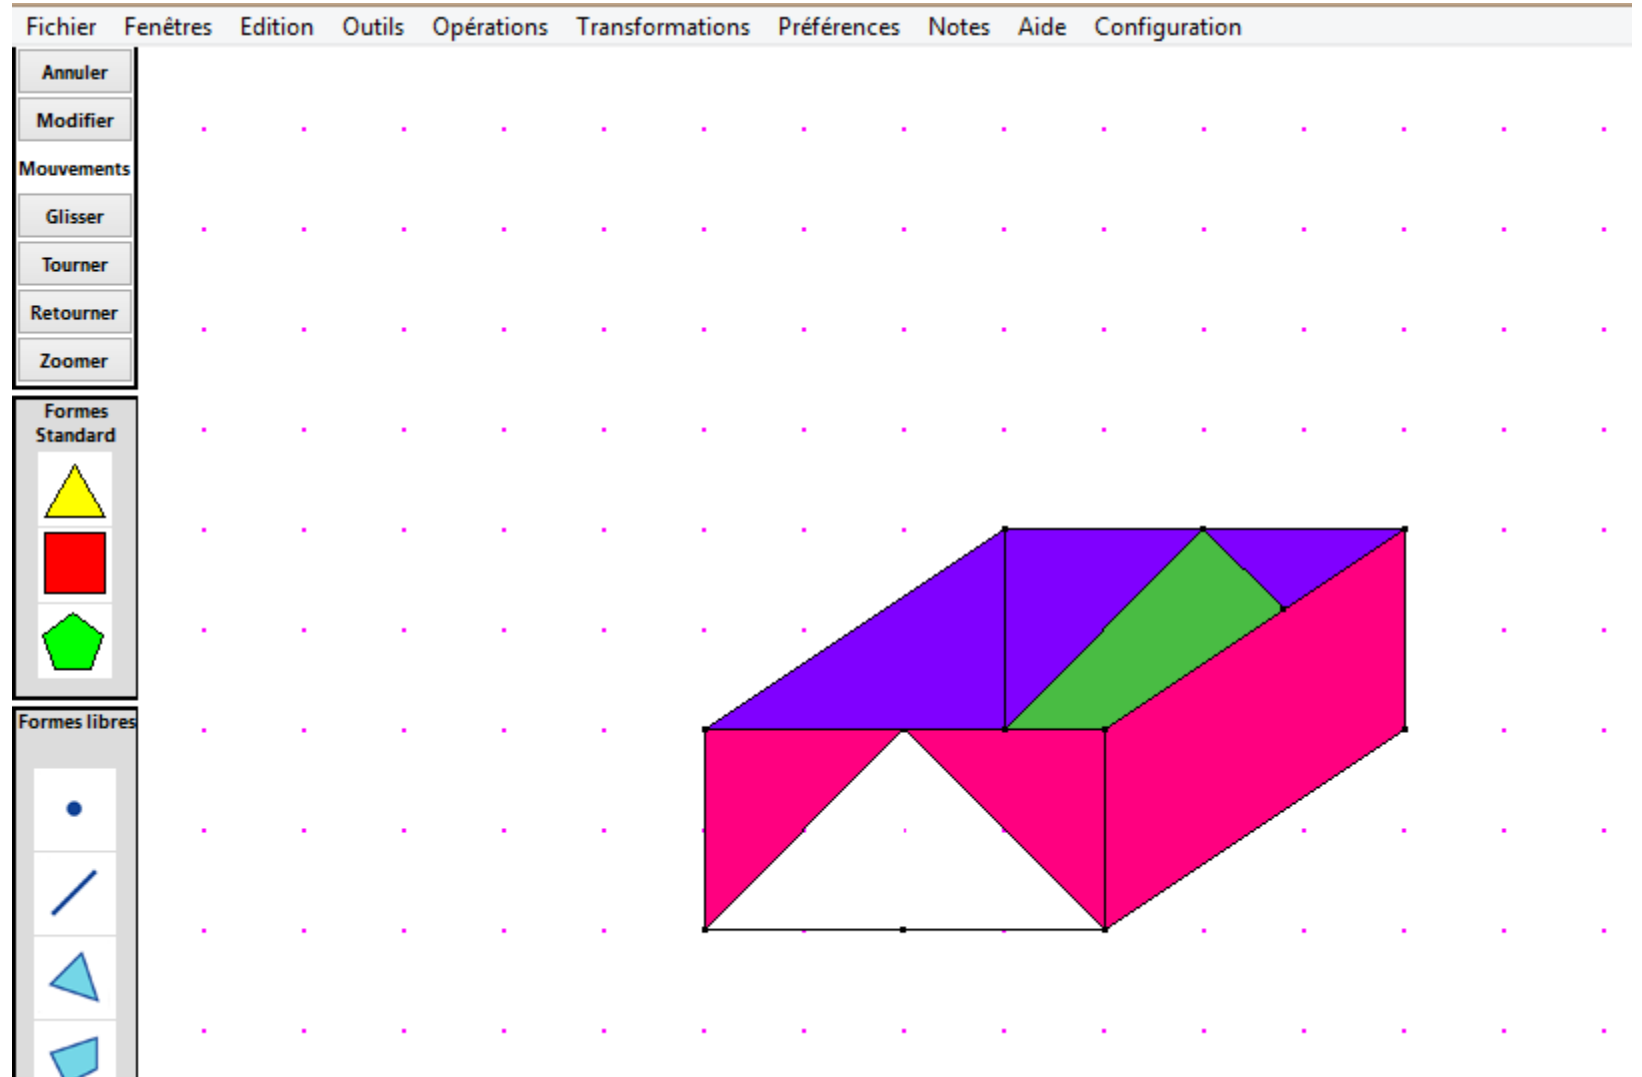 Fichier Fenêtres Edition Outils Opérations Transformations Préférences Notes Aide Configuration
Annuler
Modifier
Mouvements
Glisser
Tourner
Retourner
Zoomer
Formes
Standard
Formes libres